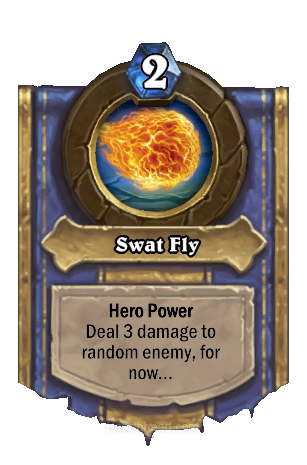 2
Swat Fly
Hero Power
Deal 3 damage to
random enemy, for
now...